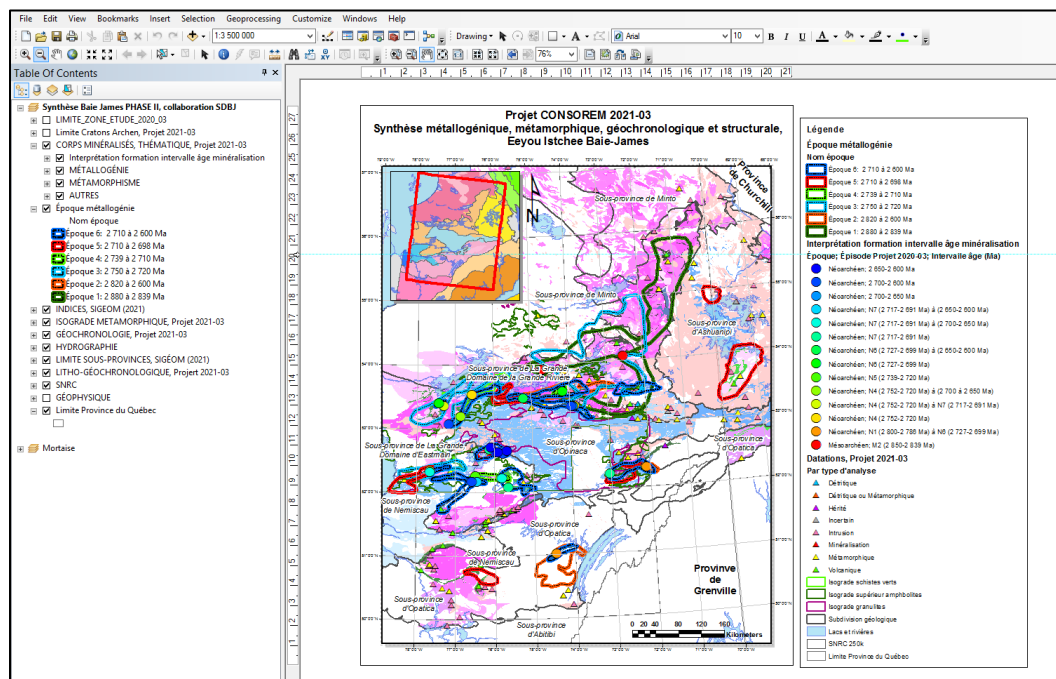 File Edit View Bookmarks Insert Selection Geoprocessing Customize Windows Help
1:3 500 000
Drawing
Arial
10
B I U A
76%
Table Of Contents
Synthèse Baie James PHASE II, collaboration SDBJ
LIMITE_ZONE_ETUDE_2020_03
Limite Cratons Archen, Projet 2021-03
CORPS MINÉRALISÉS, THÉMATIQUE, Projet 2021-03
Interprétation formation intervalle âge minéralisation
MÉTALLOGÉNIE
MÉTAMORPHISME
AUTRES
Époque métallogénie
Nom époque
Époque 6: 2 710 à 2 600 Ma
Époque 5: 2 710 à 2 698 Ma
Époque 4: 2 739 à 2 710 Ma
Époque 3: 2 750 à 2 720 Ma
Époque 2: 2 820 à 2 600 Ma
Époque 1: 2 880 à 2 839 Ma
INDICES, SIGEOM (2021)
ISOGRADE METAMORPHIQUE, Projet 2021-03
GÉOCHRONOLOGIE, Projet 2021-03
HYDROGRAPHIE
LIMITE SOUS-PROVINCES, SIGÉOM (2021)
LITHO-GÉOCHRONOLOGIQUE, Projet 2021-03
SNRC
GÉOPHYSIQUE
Limite Province du Québec
Mortaise
Projet CONSOREM 2021-03
Synthèse métallogénique, métamorphique, géochronologique et structurale,
Eeyou Istchee Baie-James
N
Province
de Churchill
Sous-province de Minto
Sous-province de Minto
Sous-province
d'Ashuanipi
Sous-province de La Grande
Domaine de la Grande Rivière
Sous-province de La Grande
Domaine d'Eastmain
Sous-province
d'Opinaca
Sous-province
d'Opatica
Sous-province
de Nemiscau
Sous-province
d'Opatica
Sous-province
de Nemiscau
Sous-province
d'Opatica
Sous-province
d'Abitibi
Provinve
de
Grenville
0 20 40 80 120 160
Kilometers
Légende
Époque métallogénie
Nom époque
Époque 6: 2 710 à 2 600 Ma
Époque 5: 2 710 à 2 698 Ma
Époque 4: 2 739 à 2 710 Ma
Époque 3: 2 750 à 2 720 Ma
Époque 2: 2 820 à 2 600 Ma
Époque 1: 2 880 à 2 839 Ma
Interprétation formation intervalle âge minéralisation
Époque; Épisode Projet 2020-03; Intervalle âge (Ma)
Néoarchéen; 2 650-2 600 Ma
Néoarchéen; 2 700-2 600 Ma
Néoarchéen; 2 700-2 650 Ma
Néoarchéen; N7 (2 717-2 691 Ma) á (2 650-2 600 Ma)
Néoarchéen; N7 (2 717-2 691 Ma) á (2 700-2 650 Ma)
Néoarchéen; N7 (2 717-2 691 Ma)
Néoarchéen; N6 (2 727-2 699 Ma) á (2 650-2 600 Ma)
Néoarchéen; N6 (2 727-2 699 Ma)
Néoarchéen; N5 (2 739-2 720 Ma)
Néoarchéen; N4 (2 752-2 720 Ma) á (2 700 á 2 650 Ma)
Néoarchéen; N4 (2 752-2 720 Ma) á N7 (2 717-2 691 Ma)
Néoarchéen; N4 (2 752-2 720 Ma)
Néoarchéen; N1 (2 800-2 786 Ma) á N6 (2 727-2 699 Ma)
Mésoarchéen; M2 (2 850-2 839 Ma)
Datations, Projet 2021-03
Par type d'analyse
Détritique
Détritique ou Métamorphique
Hérité
Incertain
Intrusion
Minéralisation
Métamorphique
Volcanique
Isograde schistes verts
Isograde supérieur amphbolites
Isograde granulites
Subdivision géologique
Lacs et rivières
SNRC 250k
Limite Province du Québec